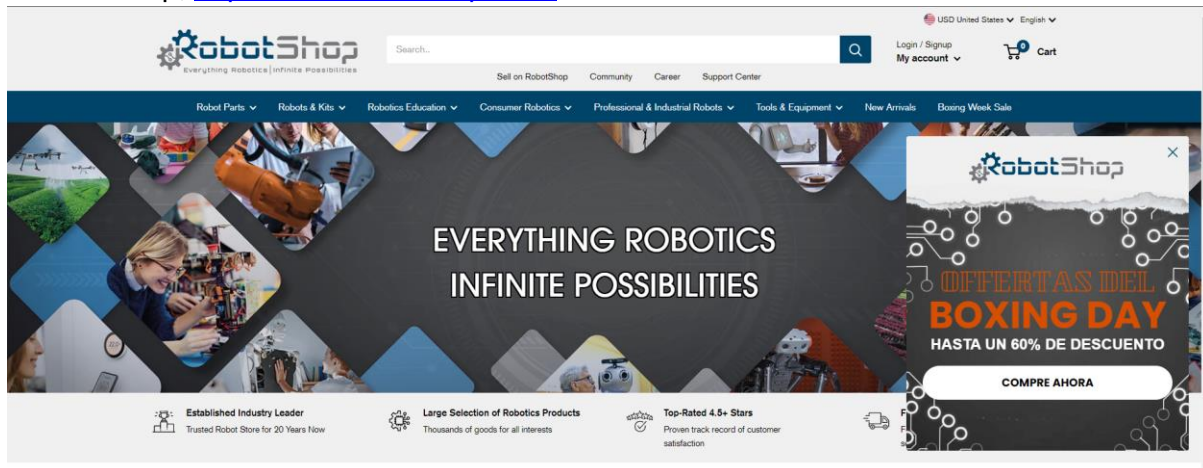 USD United States English
RobotShop
Everything Robotics|Infinite Possibilities
Search..
Login / Signup
My account
0
Cart
Sell on RobotShop Community Career Support Center
Robot Parts Robots & Kits Robotics Education Consumer Robotics Professional & Industrial Robots Tools & Equipment New Arrivals Boxing Week Sale
EVERYTHING ROBOTICS
INFINITE POSSIBILITIES
RobotShop
OFFERTAS DEL
BOXING DAY
HASTA UN 60% DE DESCUENTO
COMPRE AHORA
Established Industry Leader
Trusted Robot Store for 20 Years Now
Large Selection of Robotics Products
Thousands of goods for all interests
Top-Rated 4.5+ Stars
Proven track record of customer
satisfaction